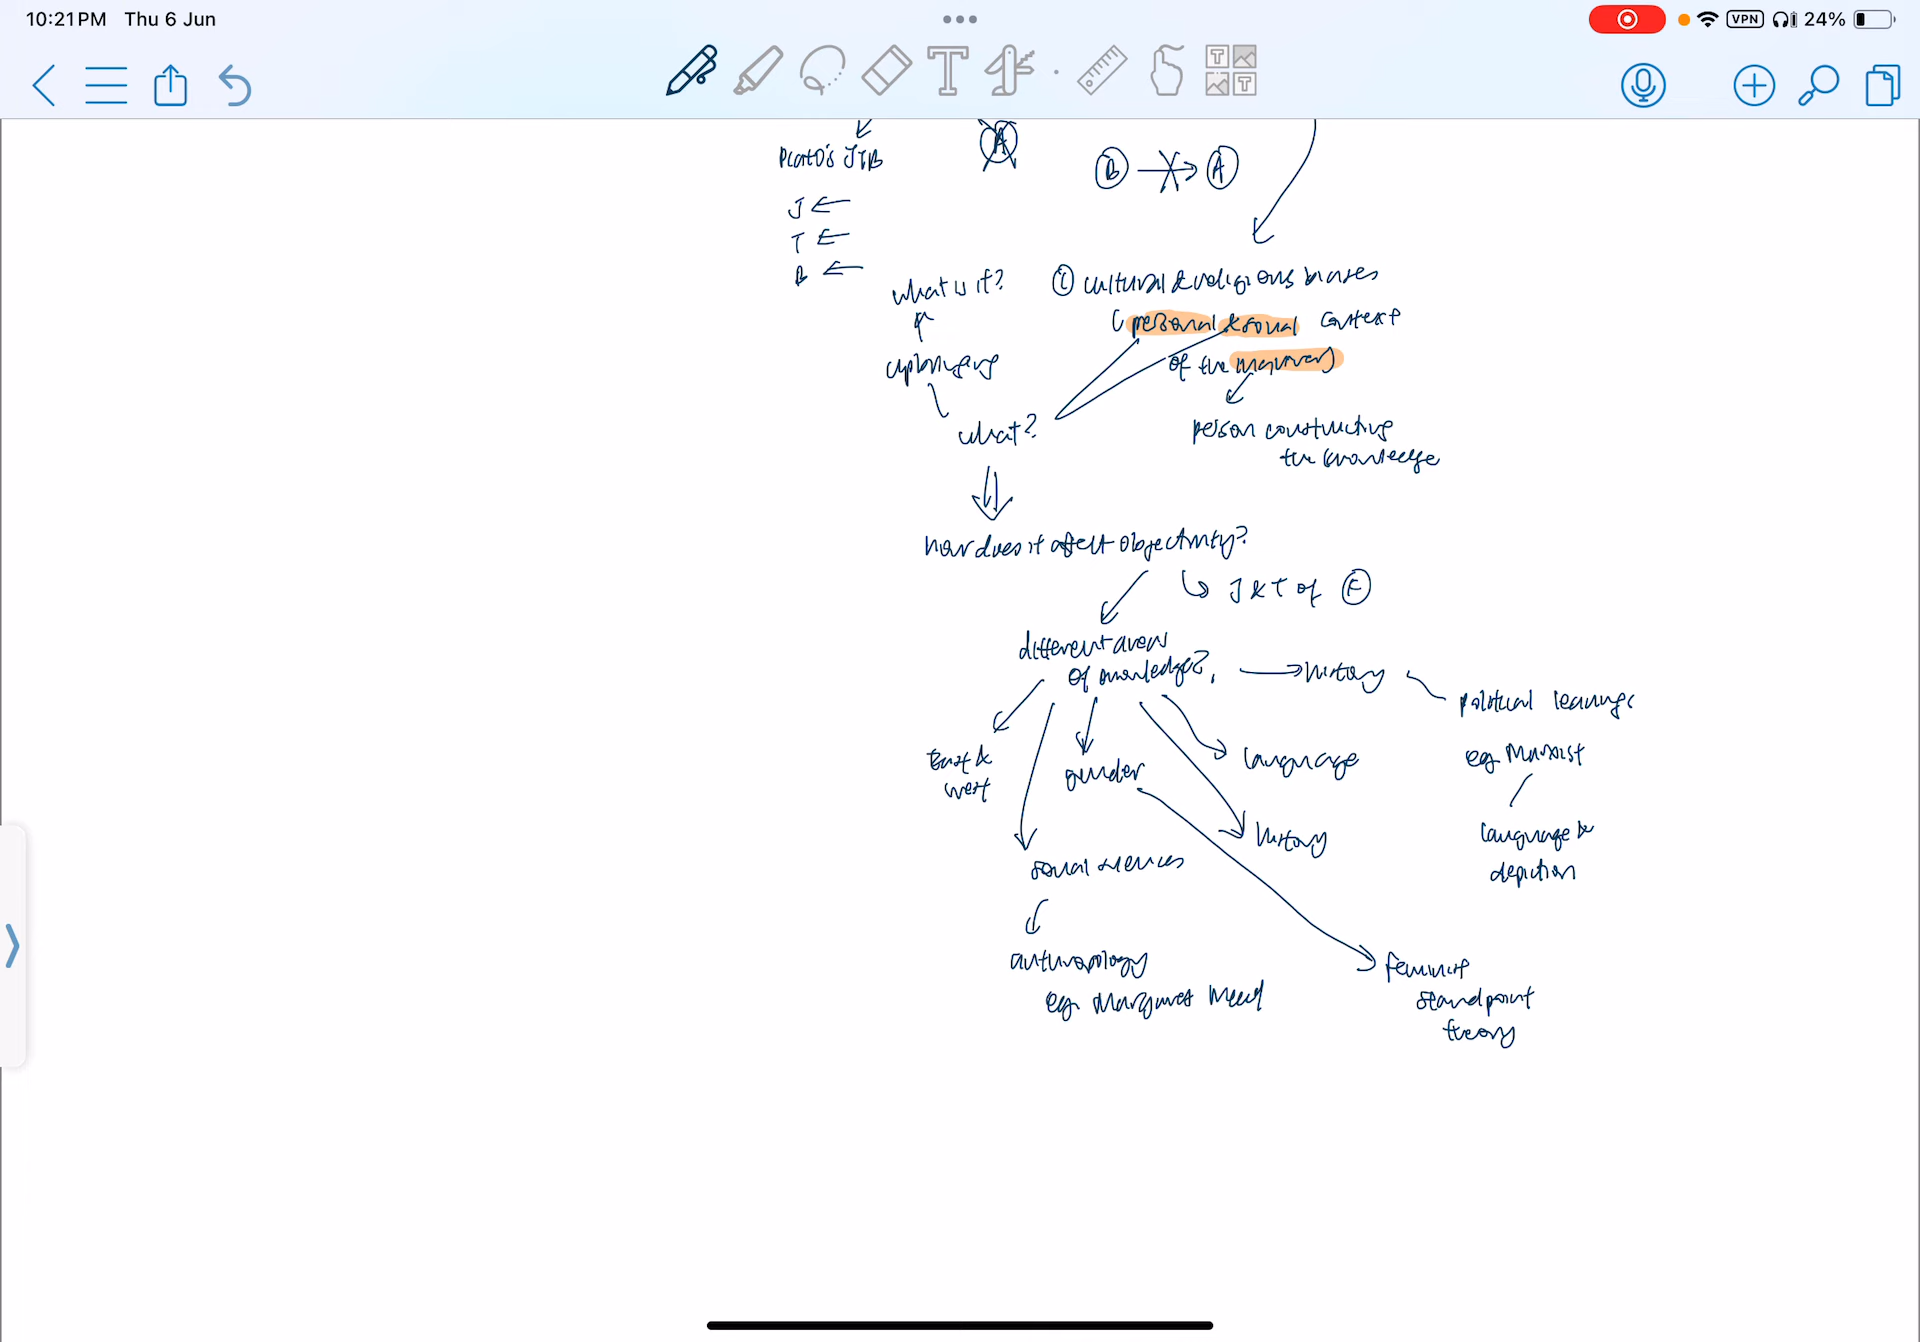 10:21 PM Thu 6 Jun
VPN
24%
Plato's JTB
A
B A
J
T
B
what is it?
C cultural & religious biases
(personal & social context
of the
upbringing
what?
person constructing
the knowledge
how does it affect objectivity?
J & T of
different areas
of knowledge?
history
political leanings
East &
west
gender
language
eg Marxist
history
language &
depiction
social sciences
anthropology
eg. Margaret Mead
feminist
standpoint
theory